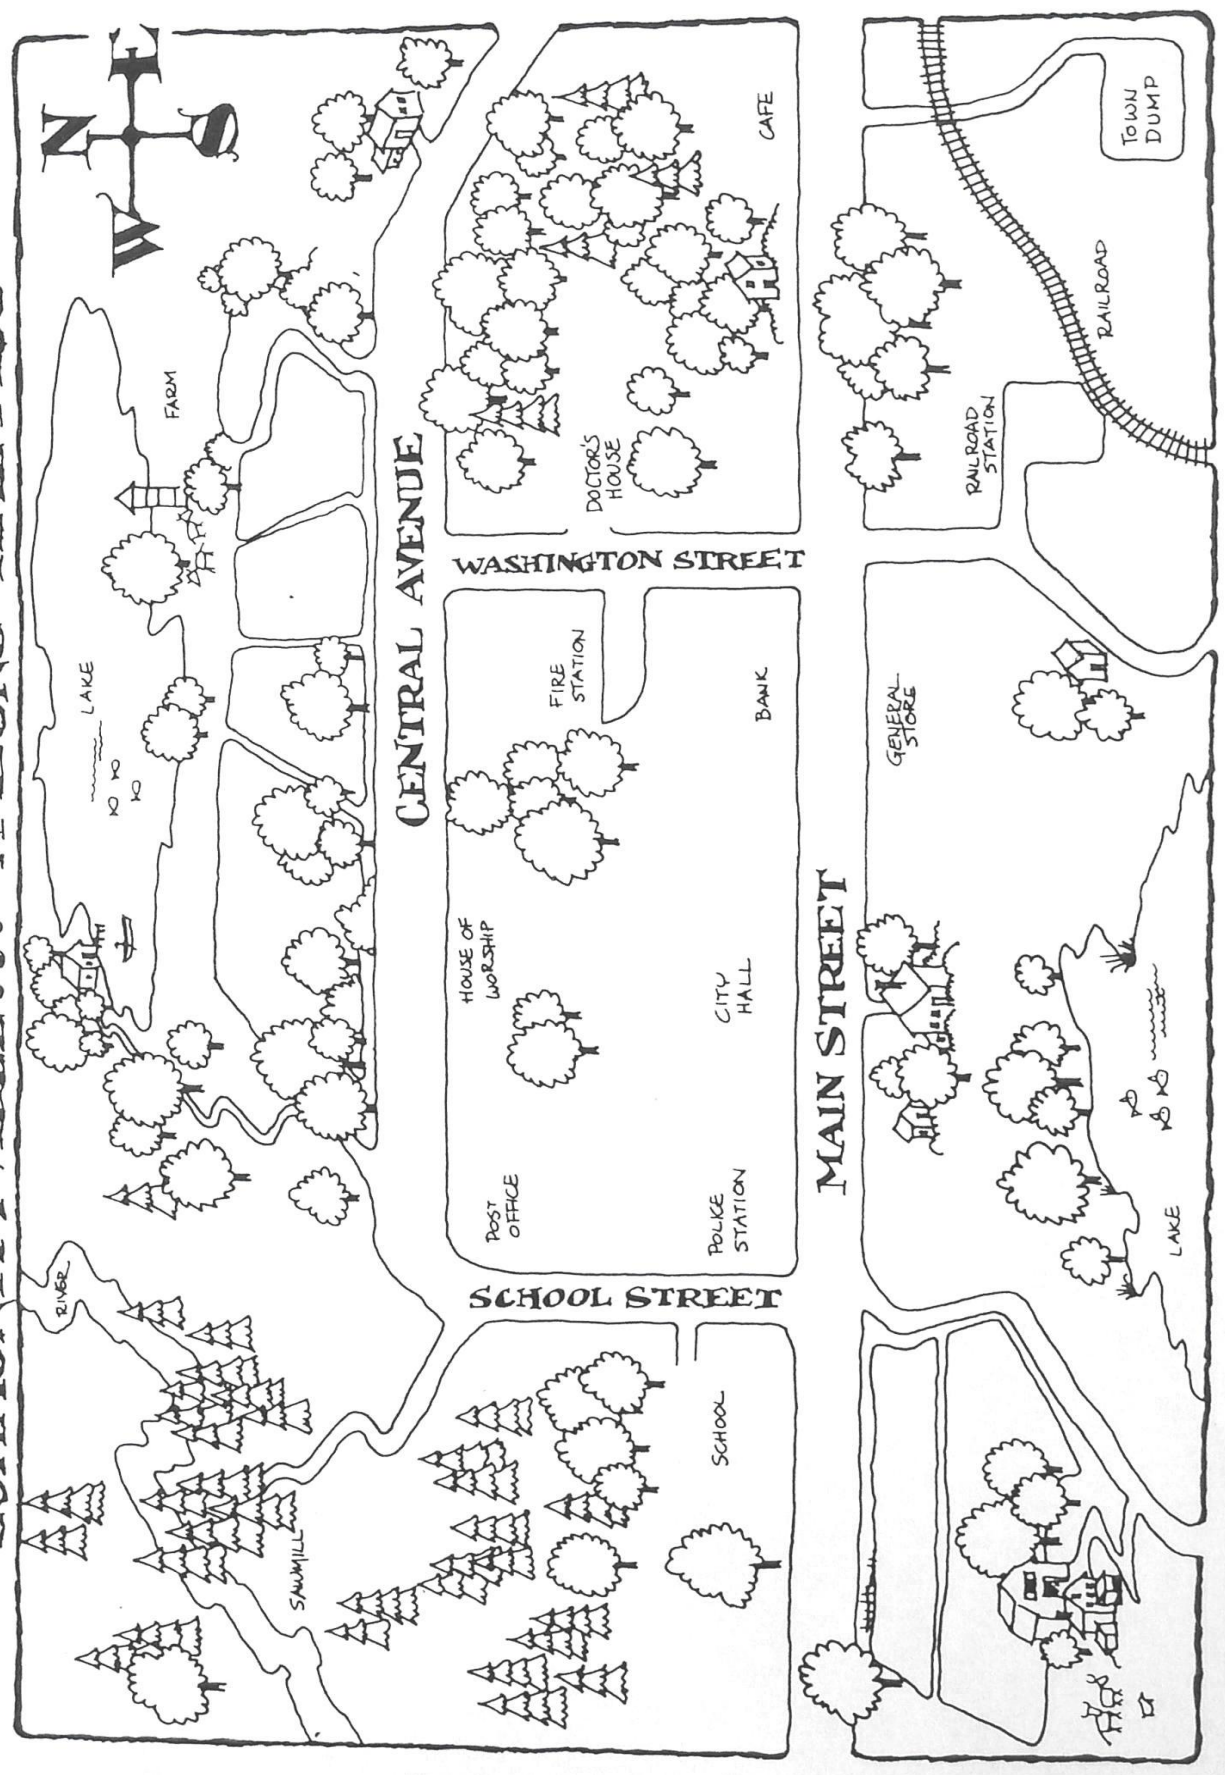 RIVER
LAKE
N
W E
S
FARM
SAWMILL
CENTRAL AVENUE
POST
OFFICE
HOUSE OF
WORSHIP
FIRE
STATION
DOCTOR'S
HOUSE
SCHOOL STREET
WASHINGTON STREET
SCHOOL
POLICE
STATION
CITY
HALL
BANK
CAFE
MAIN STREET
GENERAL
STORE
RAILROAD
STATION
RAILROAD
TOWN
DUMP
LAKE